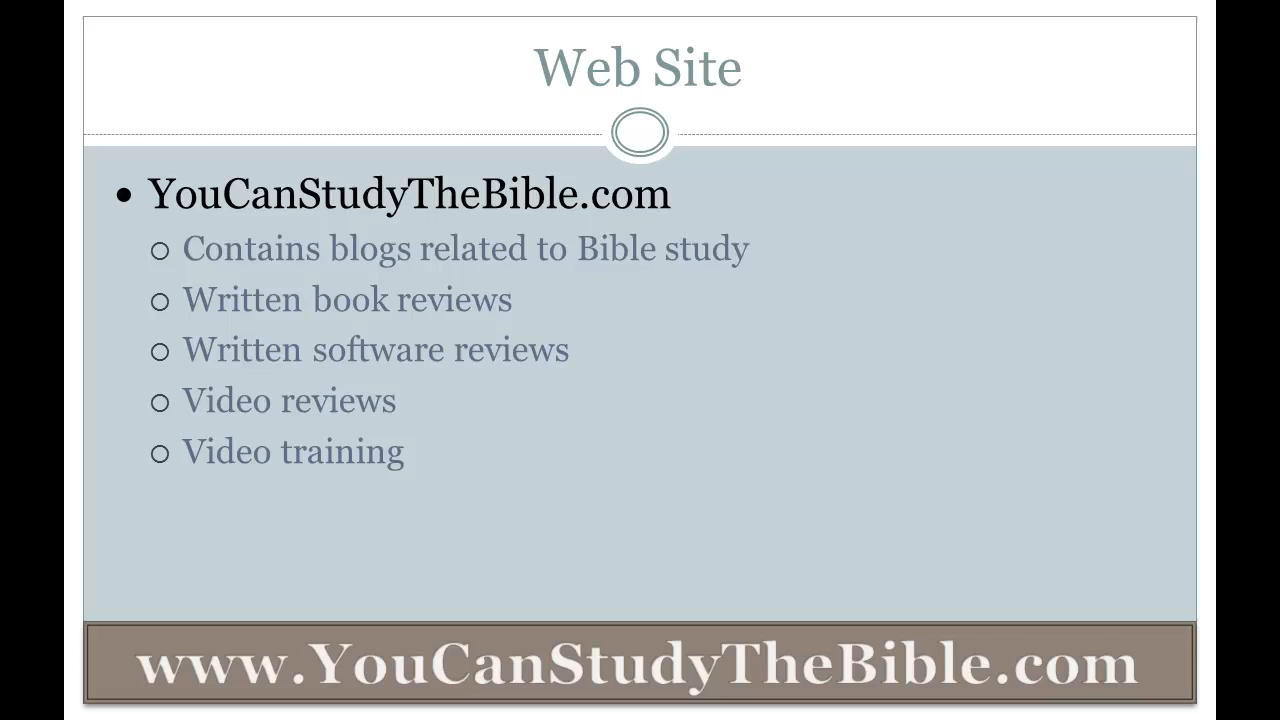 Web Site
• YouCanStudyTheBible.com
○ Contains blogs related to Bible study
○ Written book reviews
○ Written software reviews
○ Video reviews
○ Video training
www.YouCanStudyTheBible.com